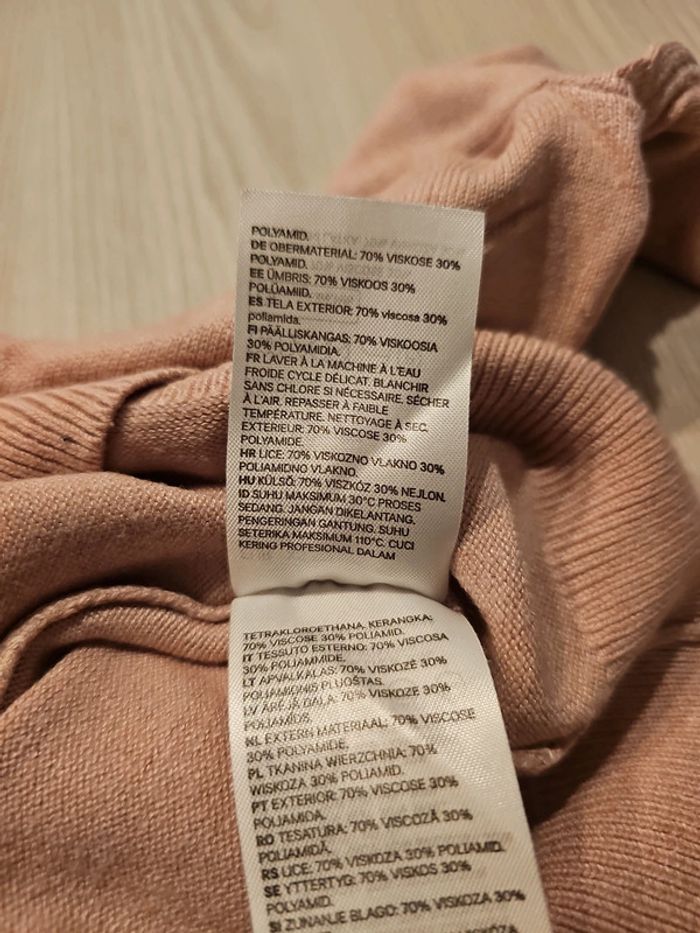 POLYAMID.
DE OBERMATERIAL: 70% VISKOSE 30%
POLYAMID.
EE ÜMBRIS: 70% VISKOOS 30%
POLÜAMIID.
ES TELA EXTERIOR: 70% viscosa 30%
poliamida.
FI PÄÄLLISKANGAS: 70% VISKOOSIA
30% POLYAMIDIA.
FR LAVER À LA MACHINE À L'EAU
FROIDE CYCLE DÉLICAT. BLANCHIR
SANS CHLORE SI NÉCESSAIRE. SÉCHER
À L'AIR. REPASSER À FAIBLE
TEMPÉRATURE. NETTOYAGE À SEC.
EXTERIEUR: 70% VISCOSE 30%
POLYAMIDE.
HR LICE: 70% VISKOZNO VLAKNO 30%
POLIAMIDNO VLAKNO.
HU KÜLSŐ: 70% VISZKÓZ 30% NEJLON.
ID SUHU MAKSIMUM 30°C PROSES
SEDANG. JANGAN DIKELANTANG.
PENGERINGAN GANTUNG. SUHU
SETERIKA MAKSIMUM 110°C. CUCI
KERING PROFESIONAL DALAM
TETRAKLOROETHANA. KERANGKA:
70% VISCOSE 30% POLIAMID.
IT TESSUTO ESTERNO: 70% VISCOSA
30% POLIAMMIDE.
LT APVALKALAS: 70% VISKOZĖ 30%
POLIAMIDINIS PLUOŠTAS.
LV ĀRĒJĀ DAĻA: 70% VISKOZE 30%
POLIAMĪDS.
NL EXTERN MATERIAAL: 70% VISCOSE
30% POLYAMIDE.
PL TKANINA WIERZCHNIA: 70%
WISKOZA 30% POLIAMID.
PT EXTERIOR: 70% VISCOSE 30%
POLIAMIDA.
RO TESATURA: 70% VISCOZĂ 30%
POLIAMIDĂ.
RS LICE: 70% VISKOZA 30% POLIAMID.
SE YTTERTYG: 70% VISKOS 30%
POLYAMID.
SI ZUNANJE BLAGO: 70% VISKOZA 30%